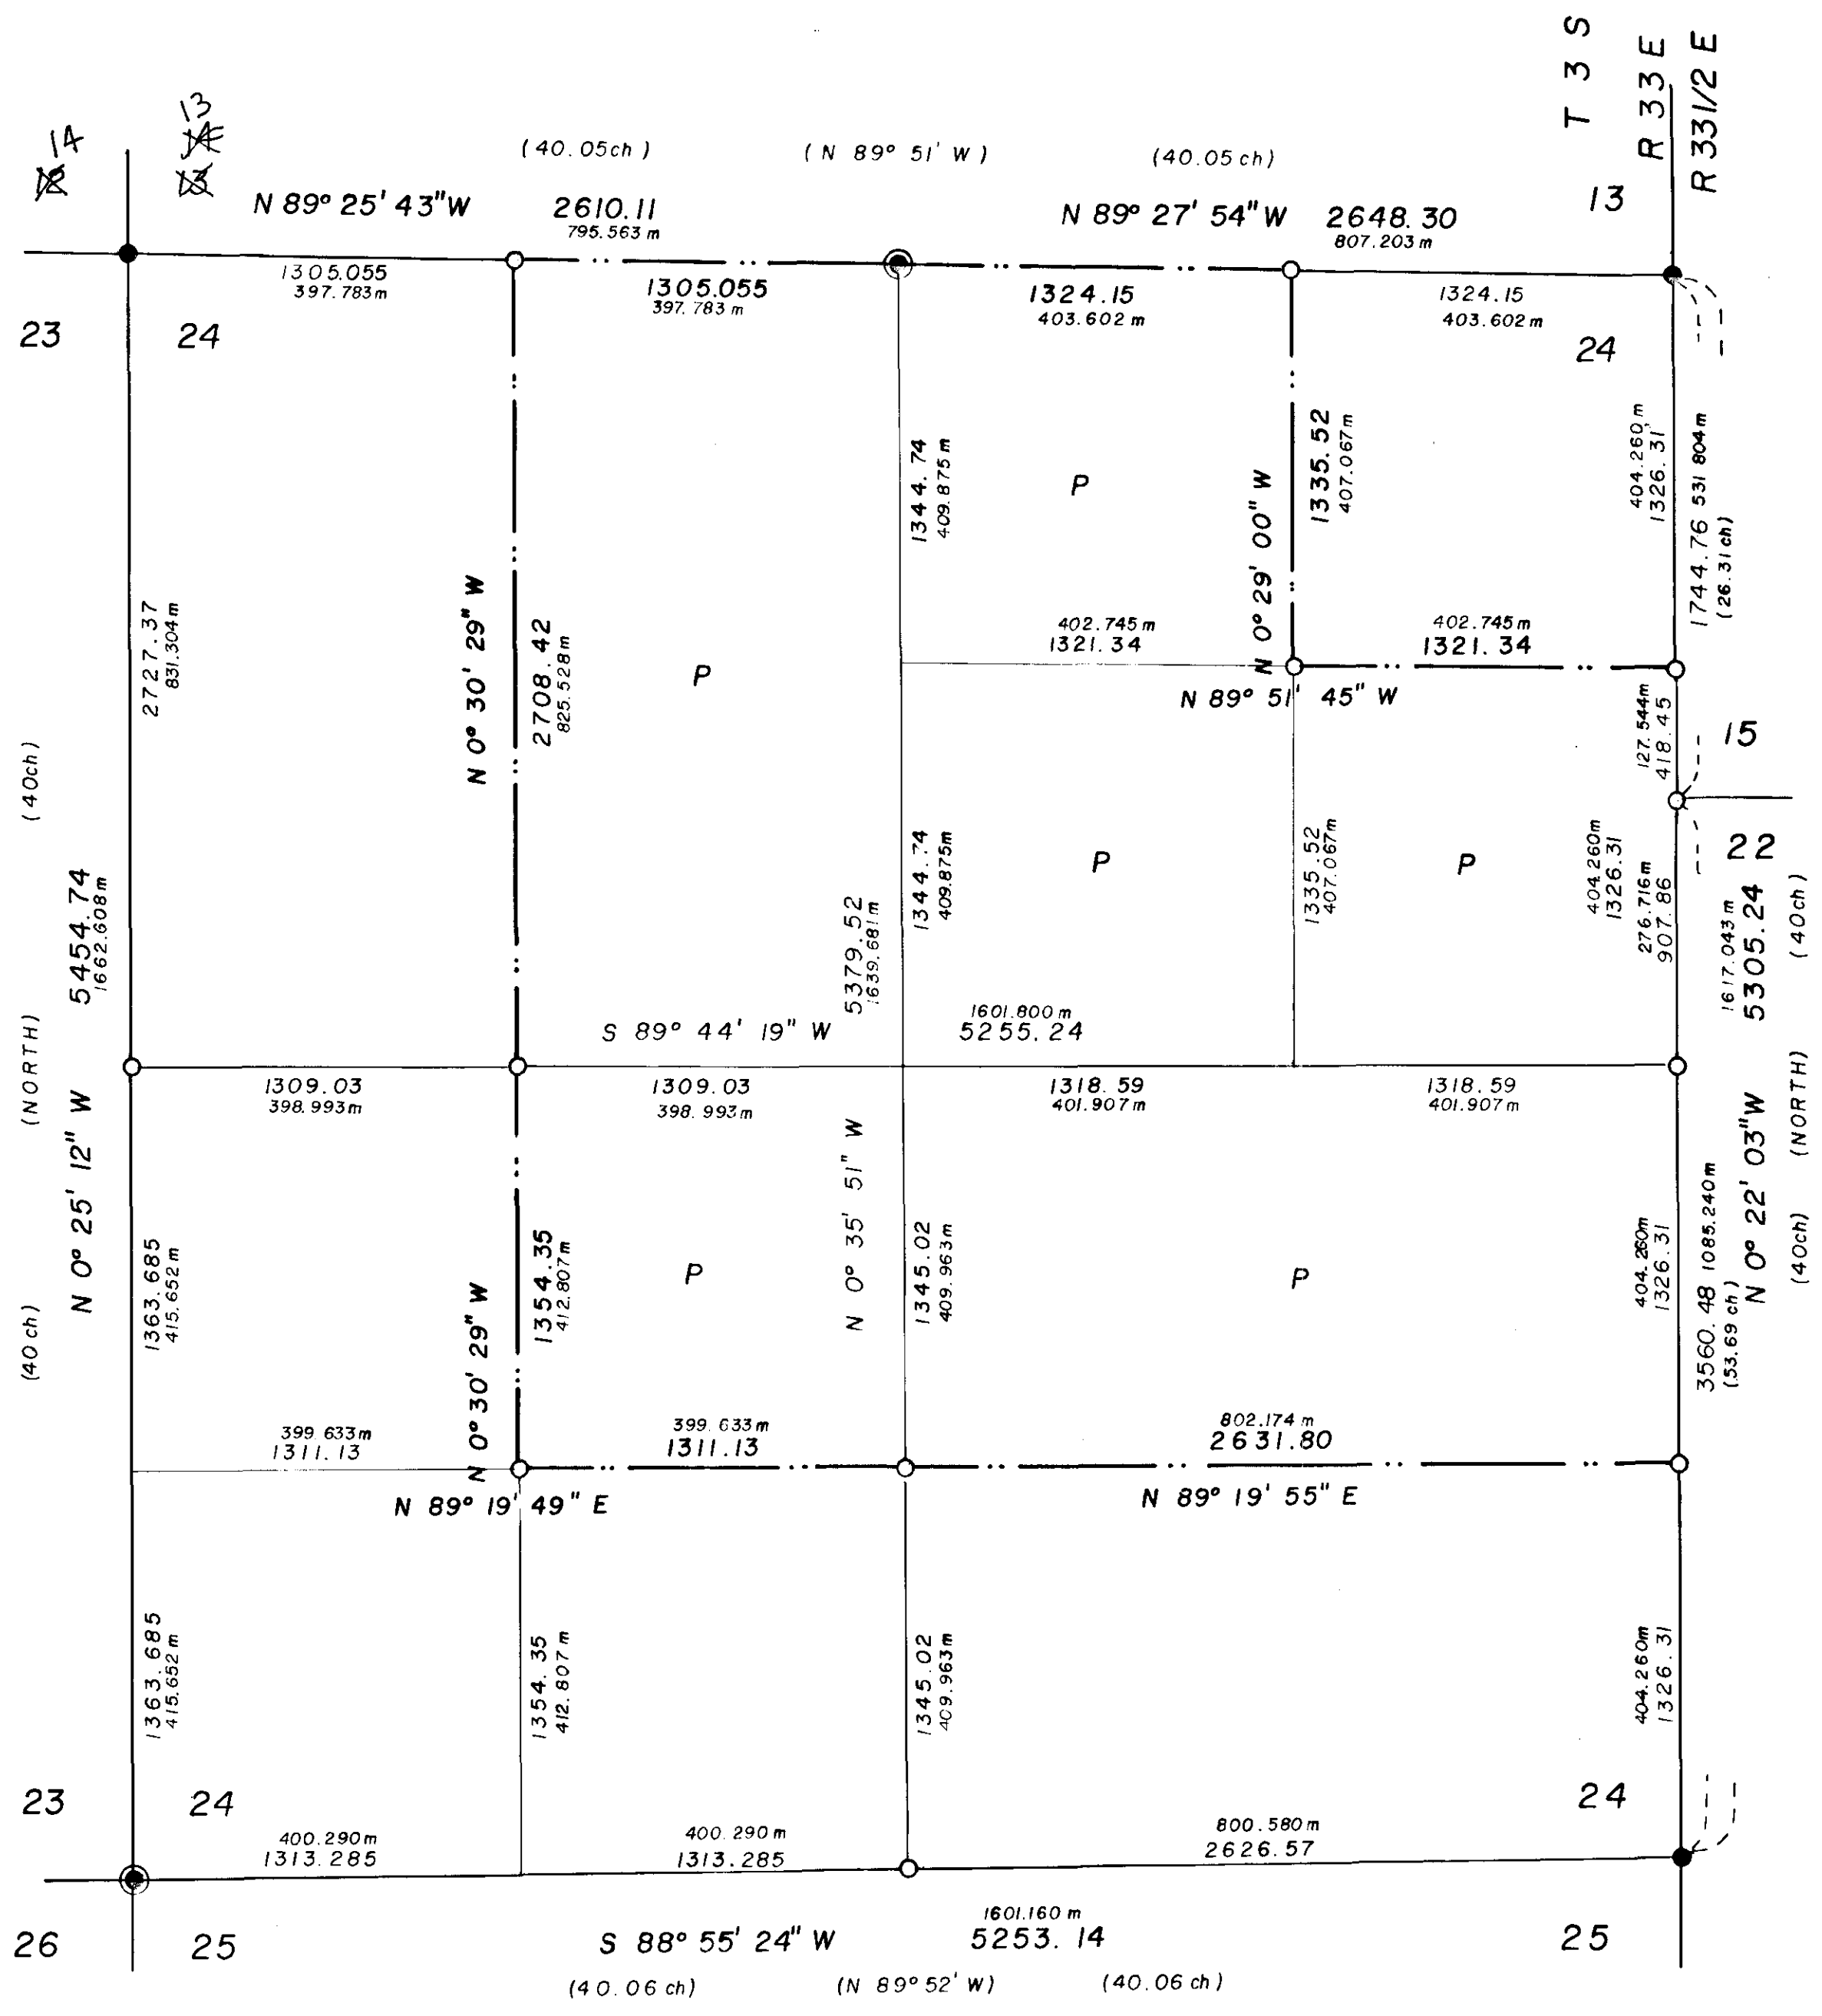 T 3 S
R 33 E
R 33 1/2 E
14
13
(40.05ch)
(N 89° 51' W)
(40.05 ch)
13
N 89° 25' 43" W
2610.11
795.563 m
N 89° 27' 54" W
2648.30
807.203 m
1305.055
397.783 m
1305.055
397.783 m
1324.15
403.602 m
1324.15
403.602 m
23
24
24
2727.37
831.304 m
N 0° 30' 29" W
2708.42
825.528 m
P
1344.74
409.875 m
P
N 0° 29' 00" W
1335.52
407.067 m
404.260 m
1326.31
1744.76 531 804 m
(26.31 ch)
402.745 m
1321.34
402.745 m
1321.34
N 89° 51' 45" W
127.544m
418.45
15
22
(40ch)
5454.74
1662.608 m
5379.52
1639.681 m
1344.74
409.875m
P
1335.52
407.067m
P
404.260m
1326.31
276.716 m
907.86
1617.043 m
5305.24
(40ch)
S 89° 44' 19" W
1601.800 m
5255.24
1309.03
398.993 m
1309.03
398.993 m
1318.59
401.907 m
1318.59
401.907 m
(NORTH)
N 0° 25' 12" W
(40 ch)
1363.685
415.652 m
N 0° 30' 29" W
1354.35
412.807 m
P
N 0° 35' 51" W
1345.02
409.963 m
P
404.260m
1326.31
3560.48 1085.240 m
(53.69 ch)
N 0° 22' 03" W
(NORTH)
(40ch)
399.633 m
1311.13
399.633 m
1311.13
802.174 m
2631.80
N 89° 19' 49" E
N 89° 19' 55" E
1363.685
415.652 m
1354.35
412.807 m
1345.02
409.963 m
404.260m
1326.31
23
24
24
400.290 m
1313.285
400.290 m
1313.285
800.580 m
2626.57
26
25
S 88° 55' 24" W
1601.160 m
5253.14
25
(40.06 ch)
(N 89° 52' W)
(40.06 ch)